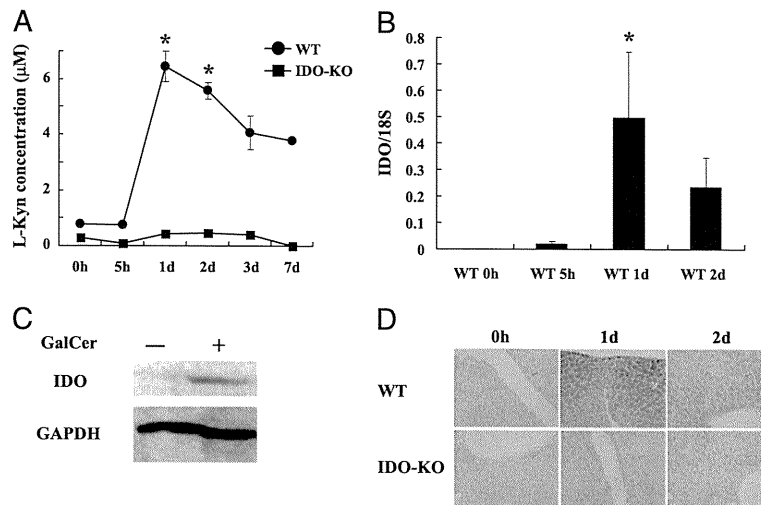 A
L-Kyn concentration (μM)
6
4
2
0
0h 5h 1d 2d 3d 7d
* *
WT
IDO-KO
B
IDO/18S
0.8
0.7
0.6
0.5
0.4
0.3
0.2
0.1
0
*
WT 0h WT 5h WT 1d WT 2d
C
GalCer — +
IDO
GAPDH
D
0h 1d 2d
WT
IDO-KO